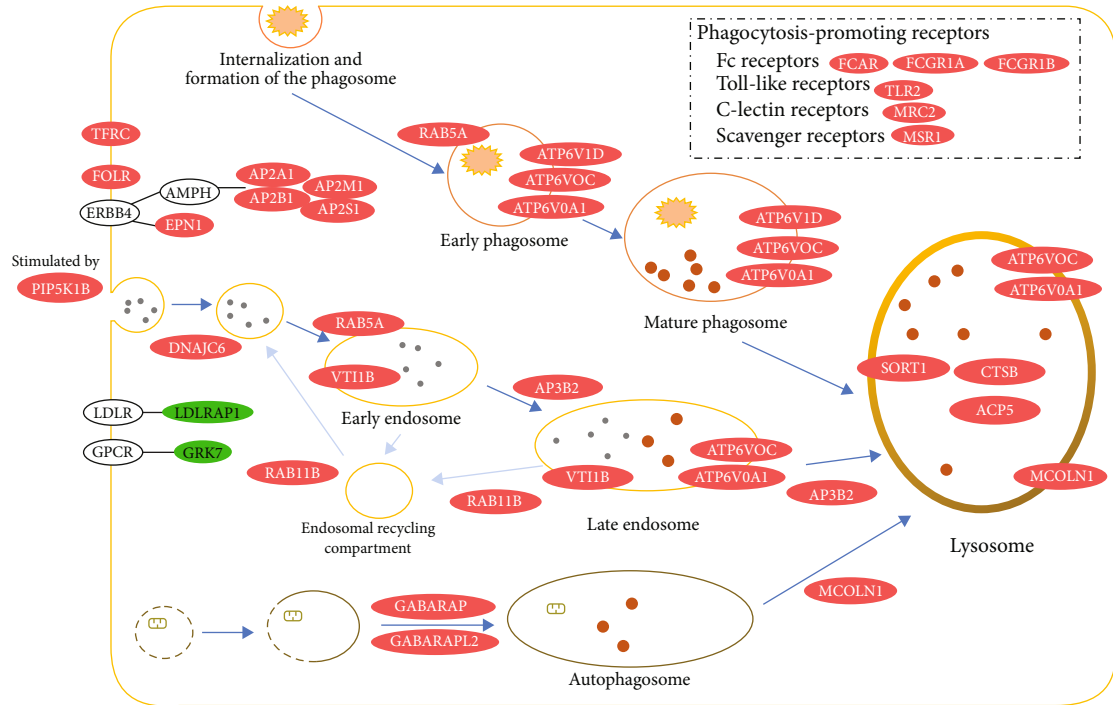 Internalization and
formation of the phagosome
Phagocytosis-promoting receptors
Fc receptors FCAR FCGR1A FCGR1B
Toll-like receptors TLR2
C-lectin receptors MRC2
Scavenger receptors MSR1
TFRC
FOLR
ERBB4
AMPH
EPN1
AP2A1
AP2B1
AP2M1
AP2S1
RAB5A
ATP6V1D
ATP6VOC
ATP6V0A1
Early phagosome
ATP6V1D
ATP6VOC
ATP6V0A1
Mature phagosome
Stimulated by
PIP5K1B
DNAJC6
RAB5A
VTI1B
Early endosome
AP3B2
LDLR
LDLRAP1
GPCR
GRK7
RAB11B
Endosomal recycling
compartment
RAB11B
VTI1B
ATP6VOC
ATP6V0A1
Late endosome
AP3B2
ATP6VOC
ATP6V0A1
SORT1
CTSB
ACP5
MCOLN1
Lysosome
MCOLN1
GABARAP
GABARAPL2
Autophagosome